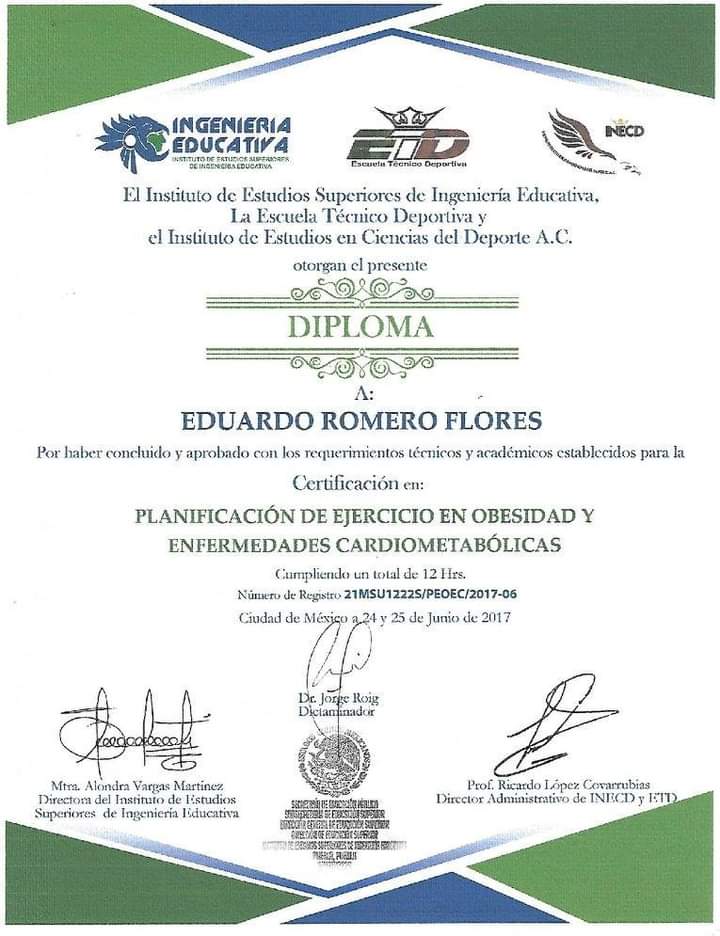 INGENIERIA
EDUCATIVA
INSTITUTO DE ESTUDIOS SUPERIORES
DE INGENIERIA EDUCATIVA
ETD
Escuela Técnico Deportiva
INECD
El Instituto de Estudios Superiores de Ingeniería Educativa,
La Escuela Técnico Deportiva y
el Instituto de Estudios en Ciencias del Deporte A.C.
otorgan el presente
DIPLOMA
A:
EDUARDO ROMERO FLORES
Por haber concluido y aprobado con los requerimientos técnicos y académicos establecidos para la
Certificación en:
PLANIFICACIÓN DE EJERCICIO EN OBESIDAD Y
ENFERMEDADES CARDIOMETABÓLICAS
Cumpliendo un total de 12 Hrs.
Número de Registro 21MSU1222S/PEOEC/2017-06
Ciudad de México a 24 y 25 de Junio de 2017
Dr. Jorge Roig
Dictaminador
Mtra. Alondra Vargas Martínez
Directora del Instituto de Estudios
Superiores de Ingeniería Educativa
Prof. Ricardo López Covarrubias
Director Administrativo de INECD y ETD
SECRETARÍA DE EDUCACIÓN PÚBLICA